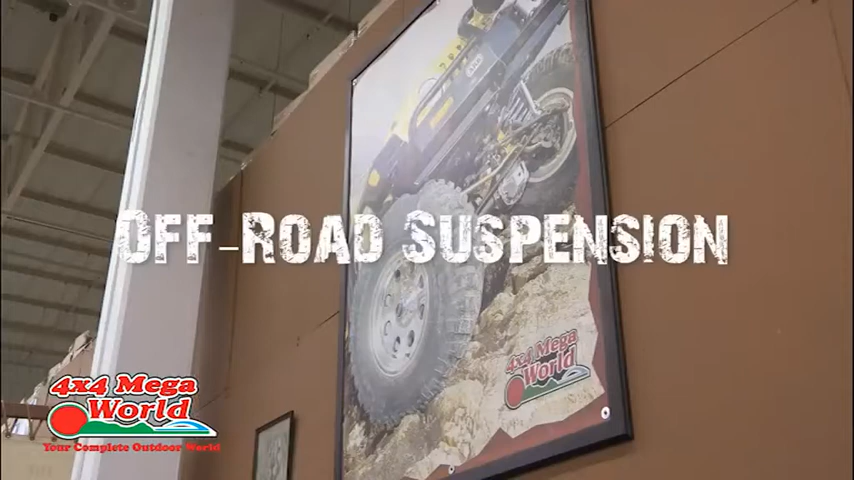 OFF-ROAD SUSPENSION
4x4 Mega
World
4x4 Mega
World
Your Complete Outdoor World